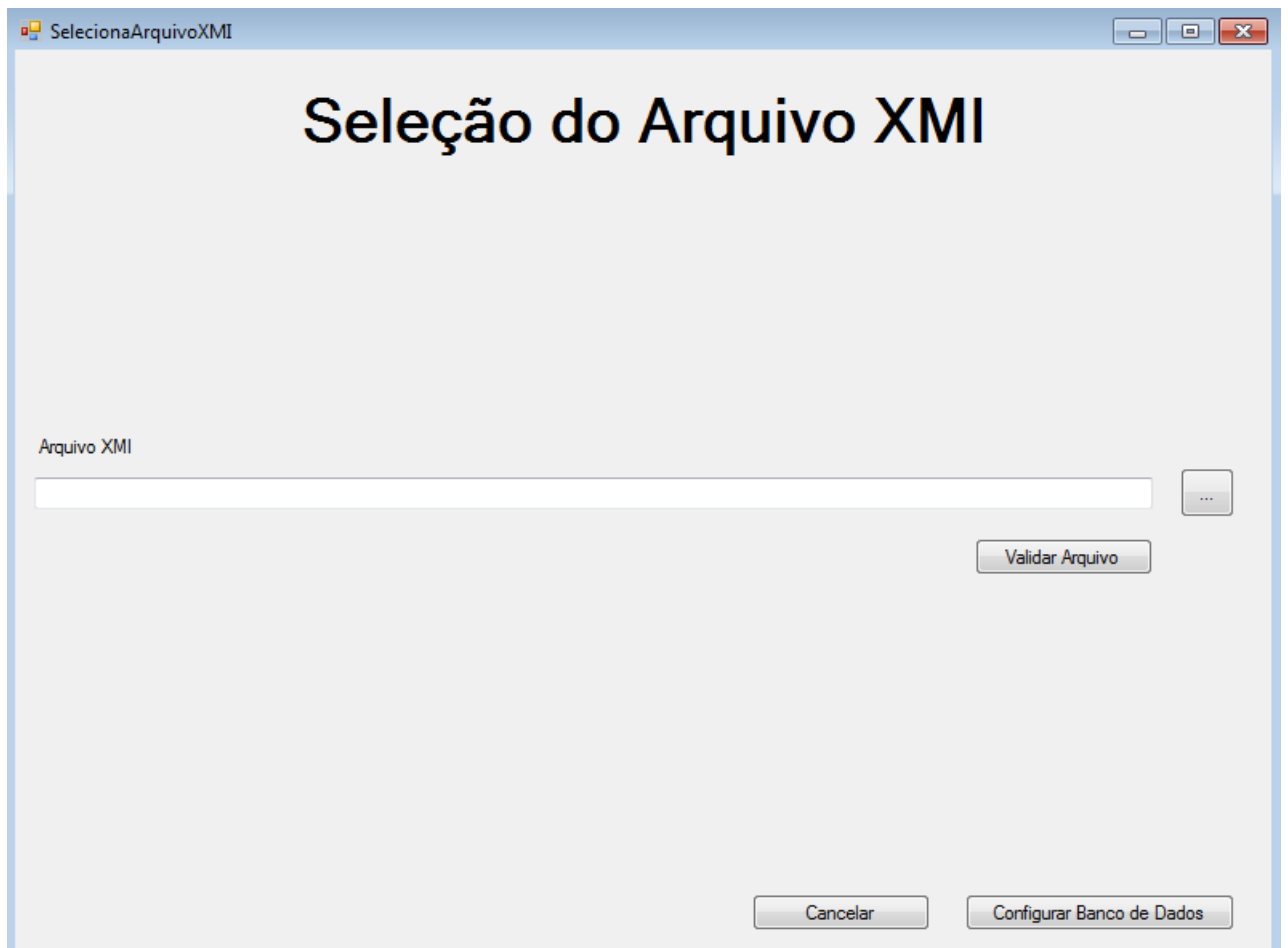 SelecionaArquivoXMI
Seleção do Arquivo XMI
Arquivo XMI
...
Validar Arquivo
Cancelar
Configurar Banco de Dados